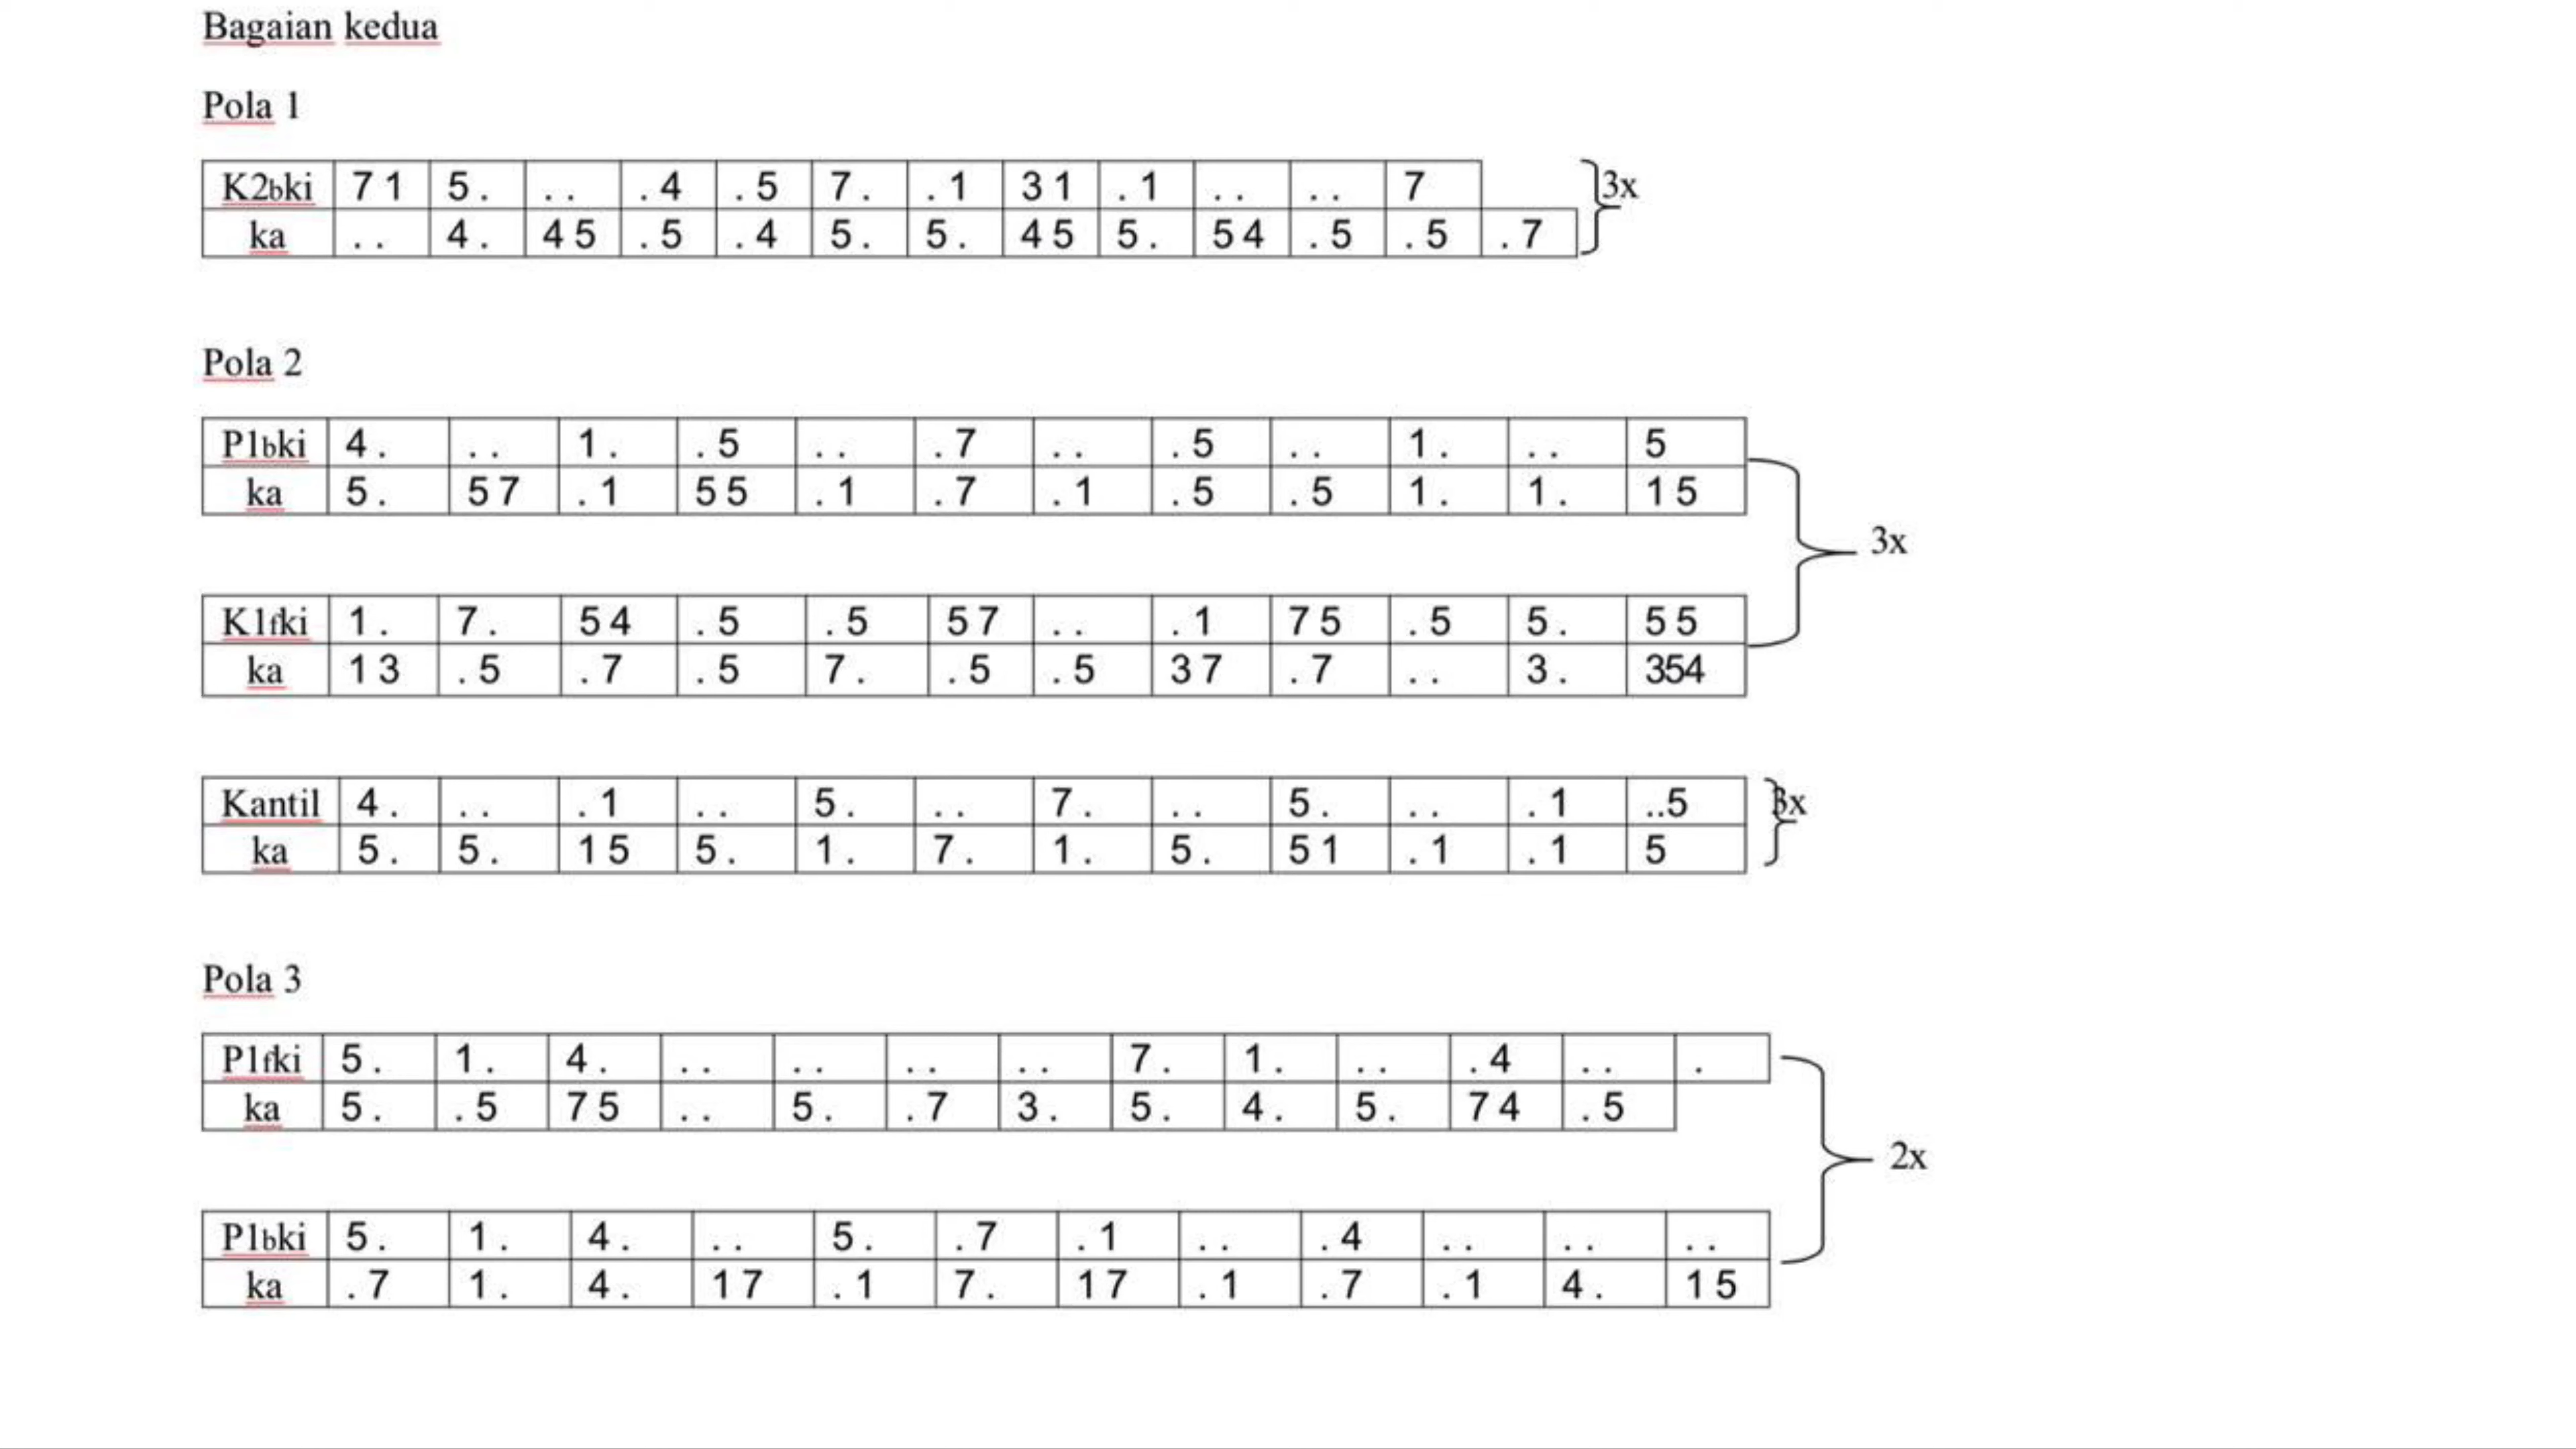 Bagaian kedua
Pola 1
K2bki 7 1 5 . . . . 4 . 5 7 . . 1 3 1 . 1 . . . . 7 3x
ka . . 4 . 4 5 . 5 . 4 5 . 5 . 4 5 5 . 5 4 . 5 . 5 . 7
Pola 2
P1bki 4 . . . 1 . . 5 . . . 7 . . . 5 . . 1 . . . 5
ka 5 . 5 7 . 1 5 5 . 1 . 7 . 1 . 5 . 5 1 . 1 . 1 5
3x
K1fki 1 . 7 . 5 4 . 5 . 5 5 7 . . . 1 7 5 . 5 5 . 5 5
ka 1 3 . 5 . 7 . 5 7 . . 5 . 5 3 7 . 7 . . 3 . 354
Kantil 4 . . . . 1 . . 5 . . . 7 . . . 5 . . . . 1 ..5 3x
ka 5 . 5 . 1 5 5 . 1 . 7 . 1 . 5 . 5 1 . 1 . 1 5
Pola 3
P1fki 5 . 1 . 4 . . . . . . . . . 7 . 1 . . . . 4 . . .
ka 5 . . 5 7 5 . . 5 . . 7 3 . 5 . 4 . 5 . 7 4 . 5
2x
P1bki 5 . 1 . 4 . . . 5 . . 7 . 1 . . . 4 . . . . . .
ka . 7 1 . 4 . 1 7 . 1 7 . 1 7 . 1 . 7 . 1 4 . 1 5